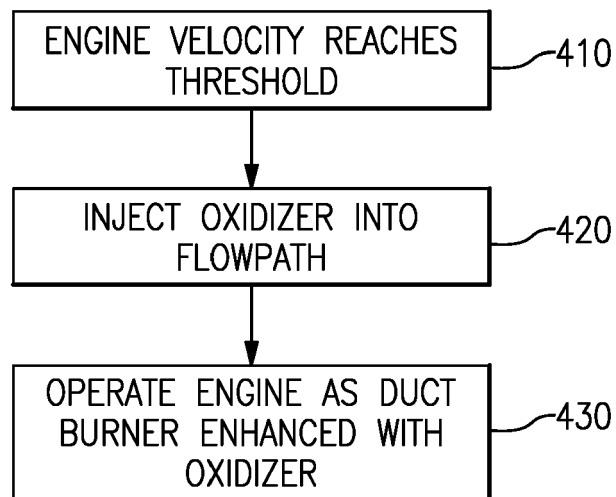 ENGINE VELOCITY REACHES
THRESHOLD
410
INJECT OXIDIZER INTO
FLOWPATH
420
OPERATE ENGINE AS DUCT
BURNER ENHANCED WITH
OXIDIZER
430